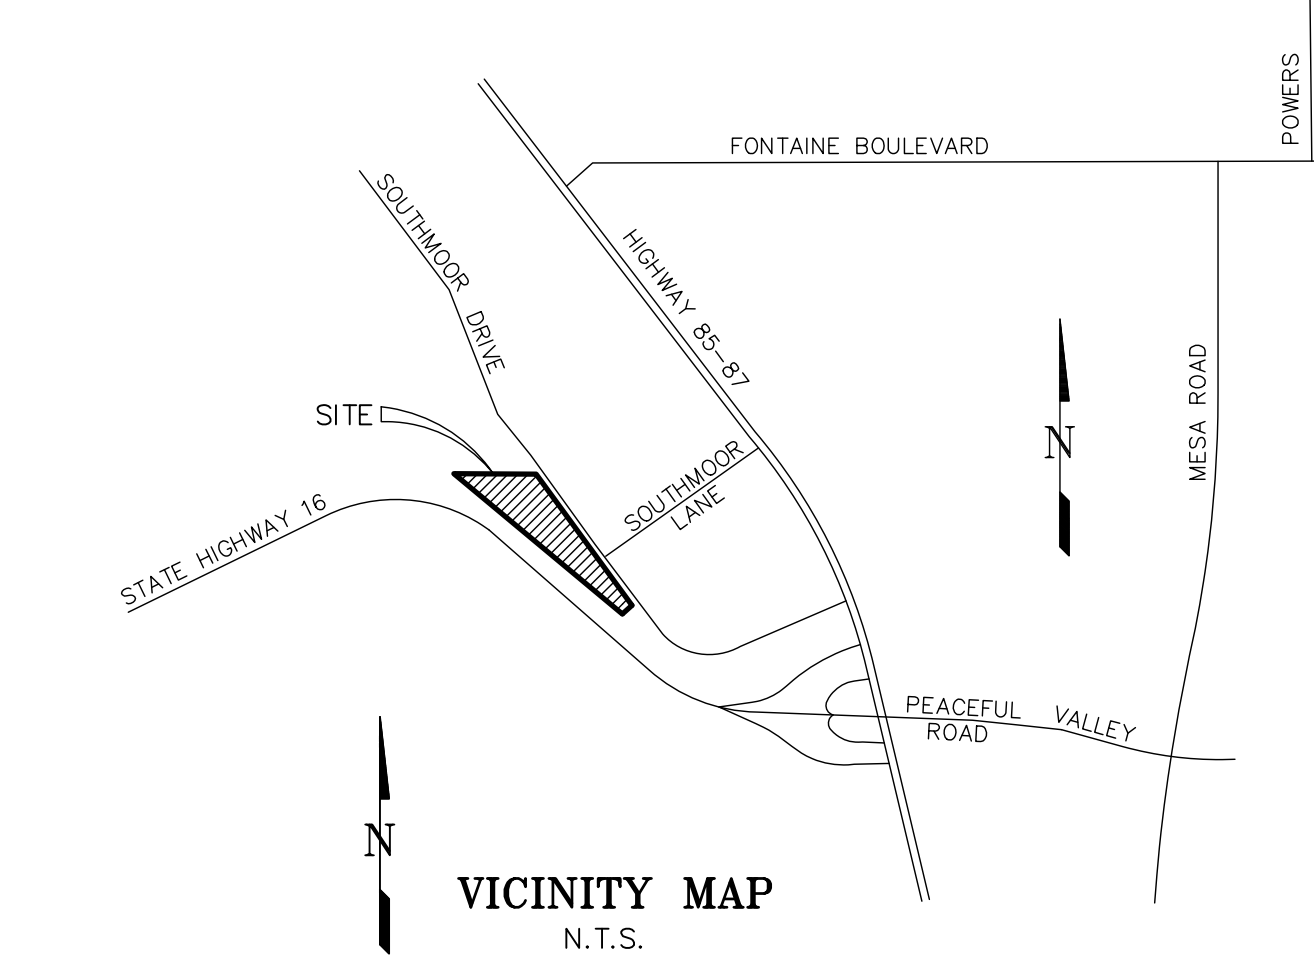 POWERS
FONTAINE BOULEVARD
SOUTHMOOR DRIVE
HIGHWAY 85-87
MESA ROAD
SITE
N
SOUTHMOOR
LANE
STATE HIGHWAY 16
PEACEFUL VALLEY
ROAD
N
VICINITY MAP
N.T.S.